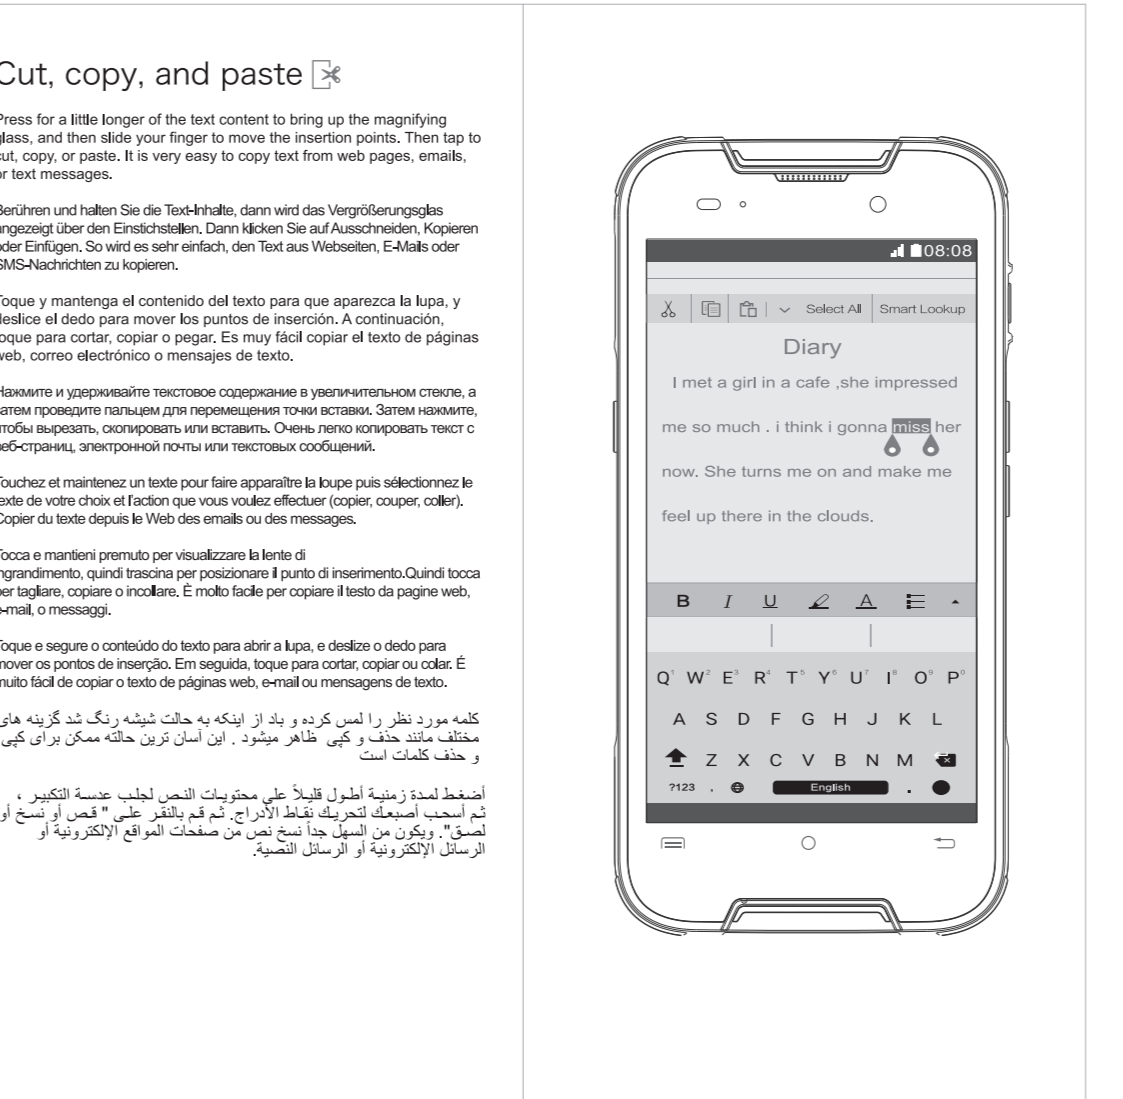 Cut, copy, and paste
Press for a little longer of the text content to bring up the magnifying
glass, and then slide your finger to move the insertion points. Then tap to
cut, copy, or paste. It is very easy to copy text from web pages, emails,
or text messages.
Berühren und halten Sie die Text-Inhalte, dann wird das Vergrößerungsglas
angezeigt über den Einstichstellen. Dann klicken Sie auf Ausschneiden, Kopieren
oder Einfügen. So wird es sehr einfach, den Text aus Webseiten, E-Mails oder
SMS-Nachrichten zu kopieren.
Toque y mantenga el contenido del texto para que aparezca la lupa, y
deslice el dedo para mover los puntos de inserción. A continuación,
toque para cortar, copiar o pegar. Es muy fácil copiar el texto de páginas
web, correo electrónico o mensajes de texto.
Нажмите и удерживайте текстовое содержание в увеличительном стекле, а
затем проведите пальцем для перемещения точки вставки. Затем нажмите,
чтобы вырезать, скопировать или вставить. Очень легко копировать текст с
веб-страниц, электронной почты или текстовых сообщений.
Touchez et maintenez un texte pour faire apparaître la loupe puis sélectionnez le
texte de votre choix et l'action que vous voulez effectuer (copier, couper, coller).
Copier du texte depuis le Web des emails ou des messages.
Tocca e mantieni premuto per visualizzare la lente di
ingrandimento, quindi trascina per posizionare il punto di inserimento.Quindi tocca
per tagliare, copiare o incollare. È molto facile per copiare il testo da pagine web,
e-mail, o messaggi.
Toque e segure o conteúdo do texto para abrir a lupa, e deslize o dedo para
mover os pontos de inserção. Em seguida, toque para cortar, copiar ou colar. É
muito fácil de copiar o texto de páginas web, e-mail ou mensagens de texto.
کلمه مورد نظر را لمس کرده و باد از اینکه به حالت شیشه رنگ شد گزینه های
مختلف مانند حذف و کپی ظاهر میشود . این آسان ترین حالته ممکن برای کپی
و حذف کلمات است
أضغط لمدة زمنية أطول قليلاً على محتويات النص لجلب عدسة التكبير ،
ثم أسحب أصبعك لتحريك نقاط الأدراج. ثم قم بالنقر على " قص أو نسخ أو
لصق". ويكون من السهل جداً نسخ نص من صفحات المواقع الإلكترونية أو
الرسائل الإلكترونية أو الرسائل النصية.
08:08
Select All Smart Lookup
Diary
I met a girl in a cafe ,she impressed
me so much . i think i gonna miss her
now. She turns me on and make me
feel up there in the clouds.
B I U A
Q1 W2 E3 R4 T5 Y6 U7 I8 O9 P0
A S D F G H J K L
Z X C V B N M
?123 , English .